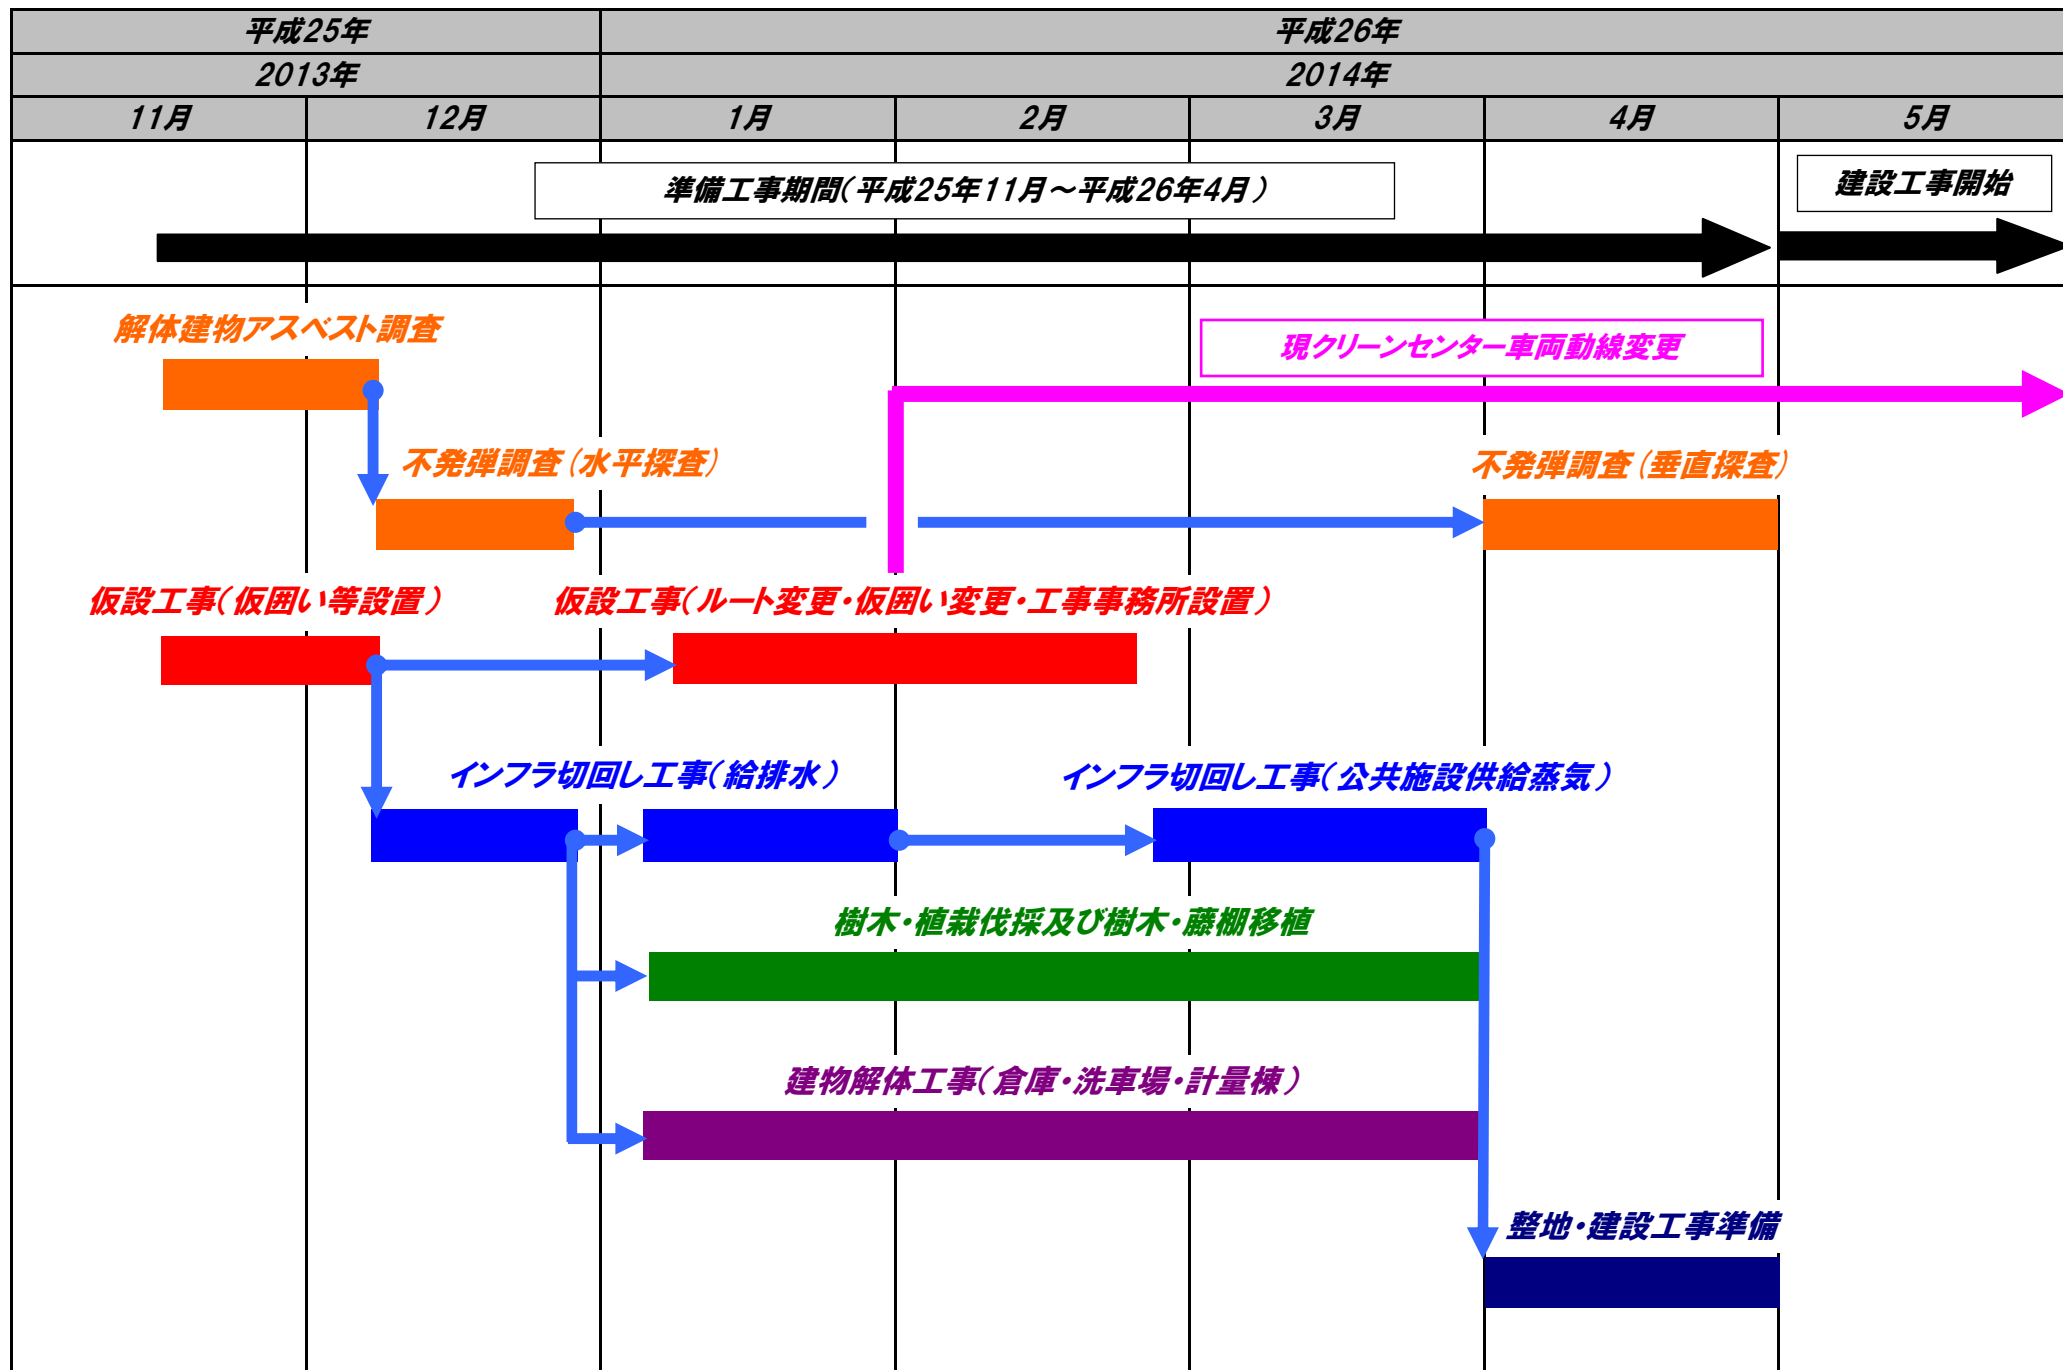 平成25年
平成26年
2013年
2014年
11月
12月
1月
2月
3月
4月
5月
準備工事期間(平成25年11月～平成26年4月)
建設工事開始
解体建物アスベスト調査
現クリーンセンター車両動線変更
不発弾調査(水平探査)
不発弾調査(垂直探査)
仮設工事(仮囲い等設置)
仮設工事(ルート変更・仮囲い変更・工事事務所設置)
インフラ切回し工事(給排水)
インフラ切回し工事(公共施設供給蒸気)
樹木・植栽伐採及び樹木・藤棚移植
建物解体工事(倉庫・洗車場・計量棟)
整地・建設工事準備